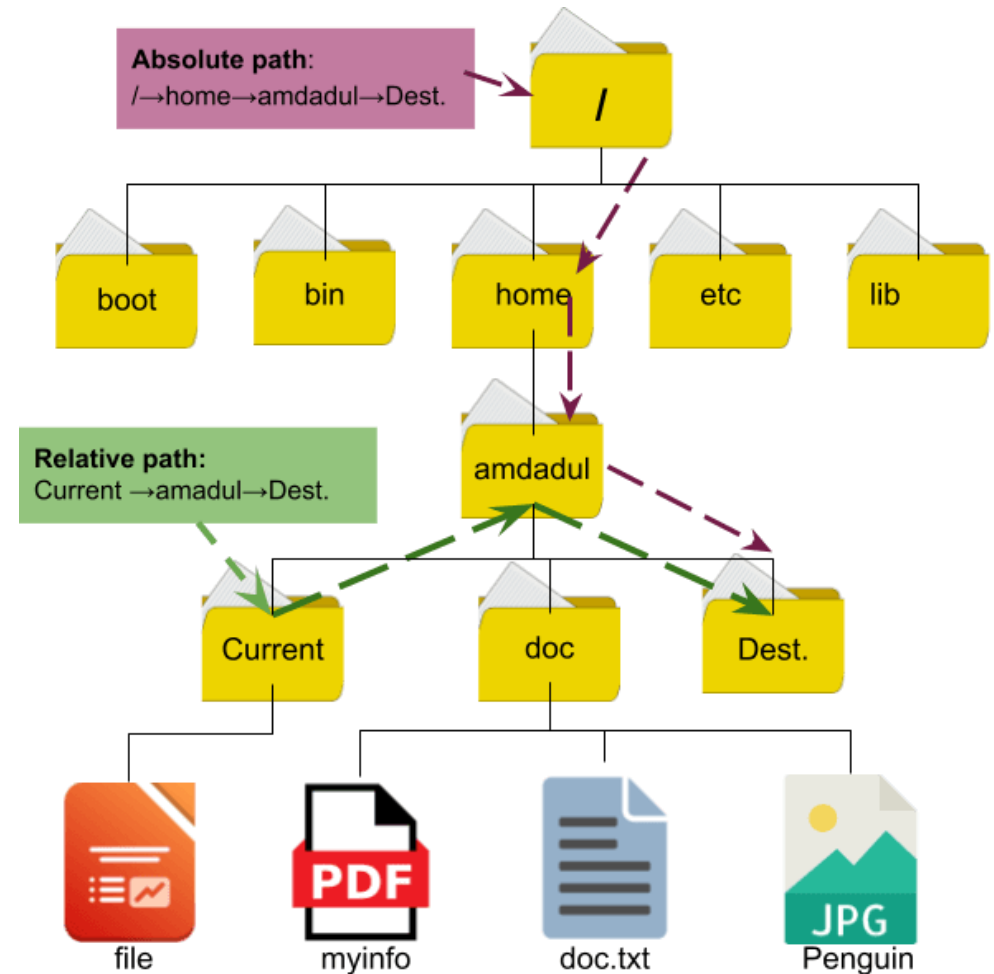 Absolute path:
/→home→amdadul→Dest.
/
boot
bin
home
etc
lib
amdadul
Relative path:
Current →amadul→Dest.
Current
doc
Dest.
PDF
JPG
file
myinfo
doc.txt
Penguin